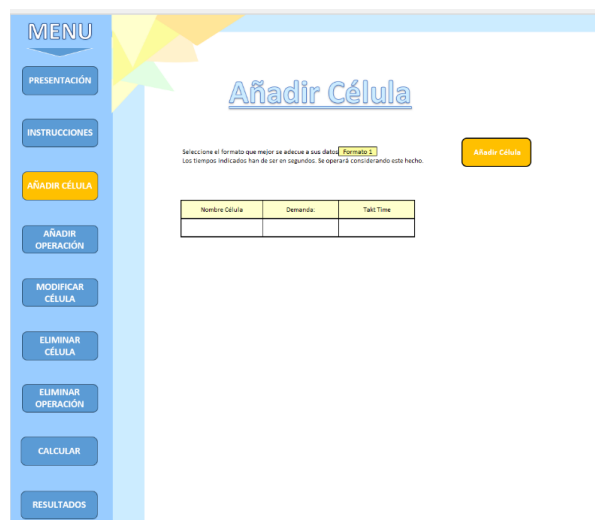 MENU
PRESENTACIÓN
INSTRUCCIONES
AÑADIR CÉLULA
AÑADIR
OPERACIÓN
MODIFICAR
CÉLULA
ELIMINAR
CÉLULA
ELIMINAR
OPERACIÓN
CALCULAR
RESULTADOS
Añadir Célula
Seleccione el formato que mejor se adecue a sus datos Formato 1
Los tiempos indicados han de ser en segundos. Se operará considerando este hecho.
Añadir Célula
Nombre Célula Demanda: Takt Time